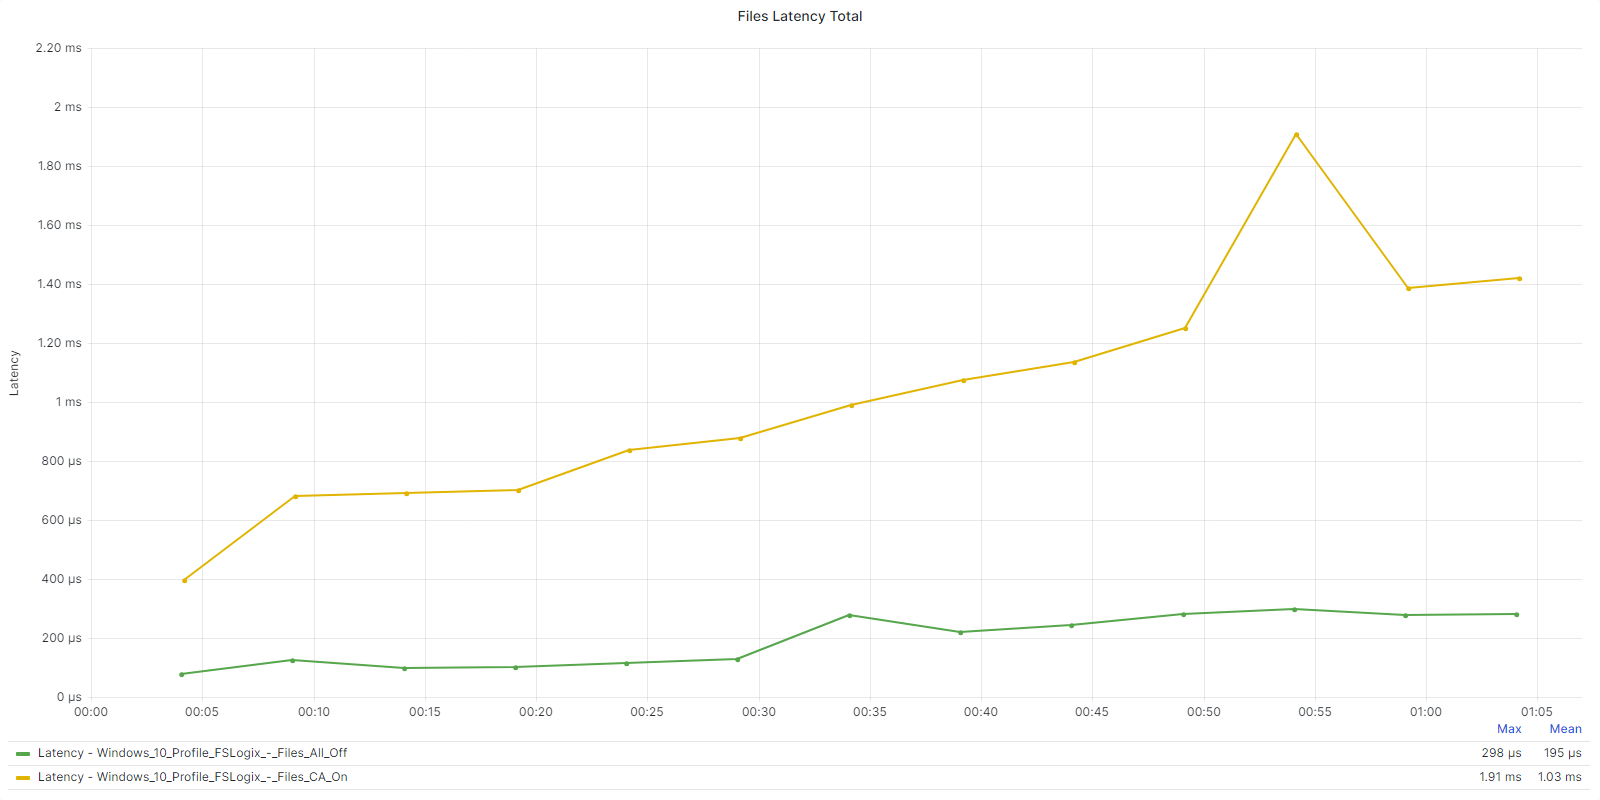 Files Latency Total
2.20 ms
2 ms
1.80 ms
1.60 ms
1.40 ms
1.20 ms
1 ms
800 µs
600 µs
400 µs
200 µs
0 µs
Latency
00:00 00:05 00:10 00:15 00:20 00:25 00:30 00:35 00:40 00:45 00:50 00:55 01:00 01:05
Max Mean
Latency - Windows_10_Profile_FSLogix_-_Files_All_Off 298 µs 195 µs
Latency - Windows_10_Profile_FSLogix_-_Files_CA_On 1.91 ms 1.03 ms